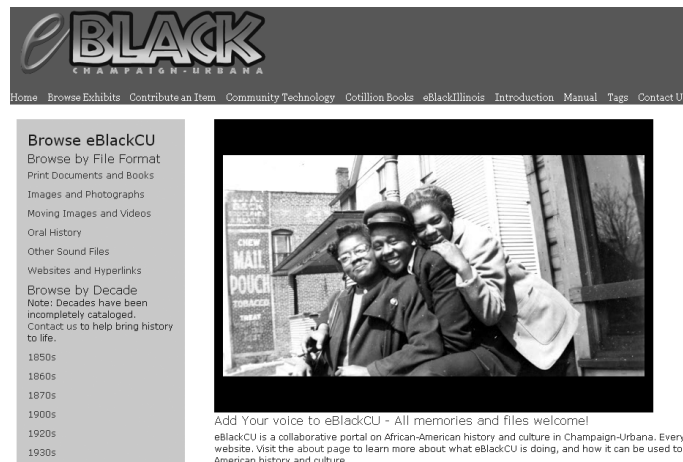 eBLACK
CHAMPAIGN-URBANA
Home Browse Exhibits Contribute an Item Community Technology Cotillion Books eBlackIllinois Introduction Manual Tags Contact U
Browse eBlackCU
Browse by File Format
Print Documents and Books
Images and Photographs
Moving Images and Videos
Oral History
Other Sound Files
Websites and Hyperlinks
Browse by Decade
Note: Decades have been
incompletely cataloged.
Contact us to help bring history
to life.
1850s
1860s
1870s
1900s
1920s
1930s
CHEW
MAIL
POUCH
TOBACCO
TREAT
Add Your voice to eBlackCU - All memories and files welcome!
eBlackCU is a collaborative portal on African-American history and culture in Champaign-Urbana. Every
website. Visit the about page to learn more about what eBlackCU is doing, and how it can be used to
American history and culture